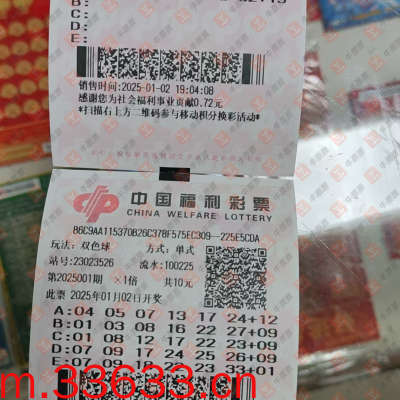 C:
D:
E:
销售时间:2025-01-02 19:04:08
感谢您为社会福利事业贡献0.72元
*扫描右上方二维码参与移动积分换彩活动*
中国福利彩票
CHINA WELFARE LOTTERY
玩法:双色球 方式:单式
站号:23023526 流水:100225
第2025001期 ×1倍 共10元
此票 2025年01月02日开奖
A:04 05 07 13 17 24+12
B:01 03 08 16 22 27+09
C:01 08 12 17 22 23+09
D:07 09 17 24 25 26+09
E:07 09 23 33+01
m.33633.cn